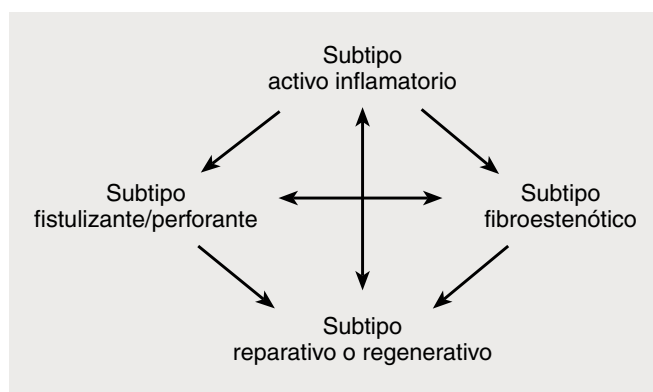 Subtipo
activo inflamatorio
Subtipo
fistulizante/perforante
Subtipo
fibroestenótico
Subtipo
reparativo o regenerativo